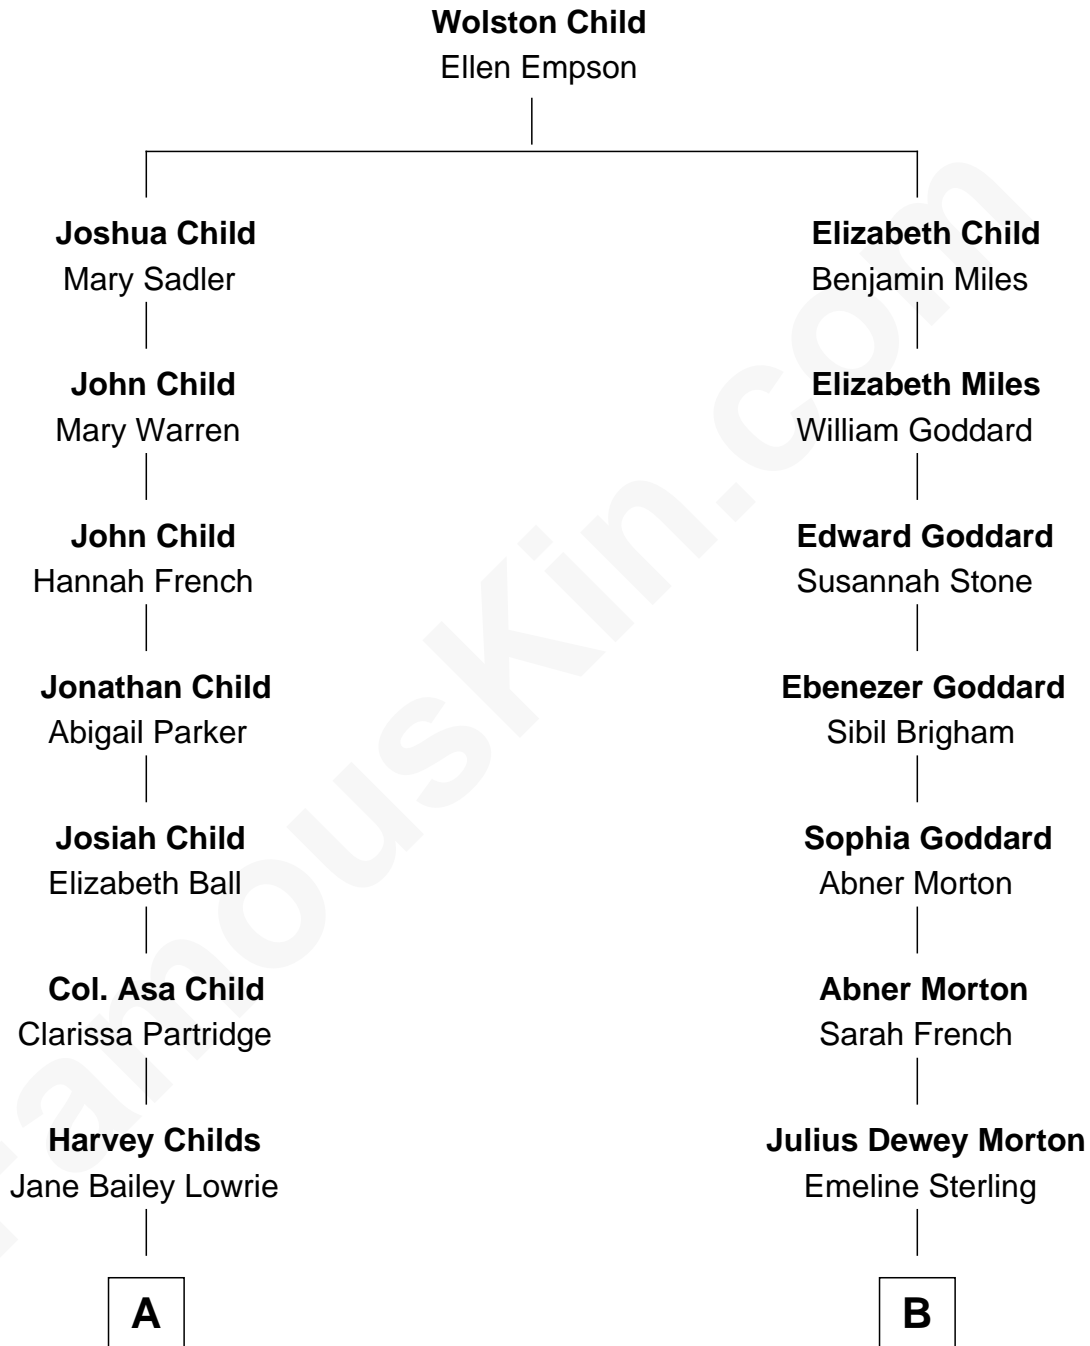 Wolston Child
Ellen Empson
Joshua Child
Mary Sadler
Elizabeth Child
Benjamin Miles
John Child
Mary Warren
Elizabeth Miles
William Goddard
John Child
Hannah French
Edward Goddard
Susannah Stone
Jonathan Child
Abigail Parker
Ebenezer Goddard
Sibil Brigham
Josiah Child
Elizabeth Ball
Sophia Goddard
Abner Morton
Col. Asa Child
Clarissa Partridge
Abner Morton
Sarah French
Harvey Childs
Jane Bailey Lowrie
Julius Dewey Morton
Emeline Sterling
A
B
FamousKin.com